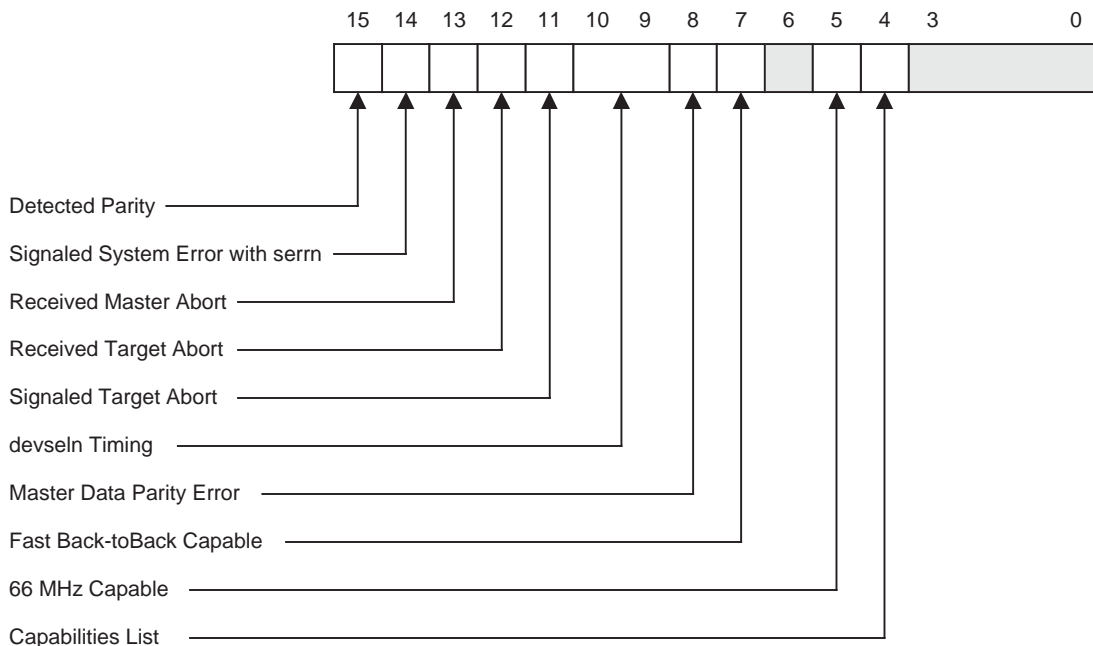 15 14 13 12 11 10 9 8 7 6 5 4 3 0
Detected Parity
Signaled System Error with serrn
Received Master Abort
Received Target Abort
Signaled Target Abort
devseln Timing
Master Data Parity Error
Fast Back-toBack Capable
66 MHz Capable
Capabilities List